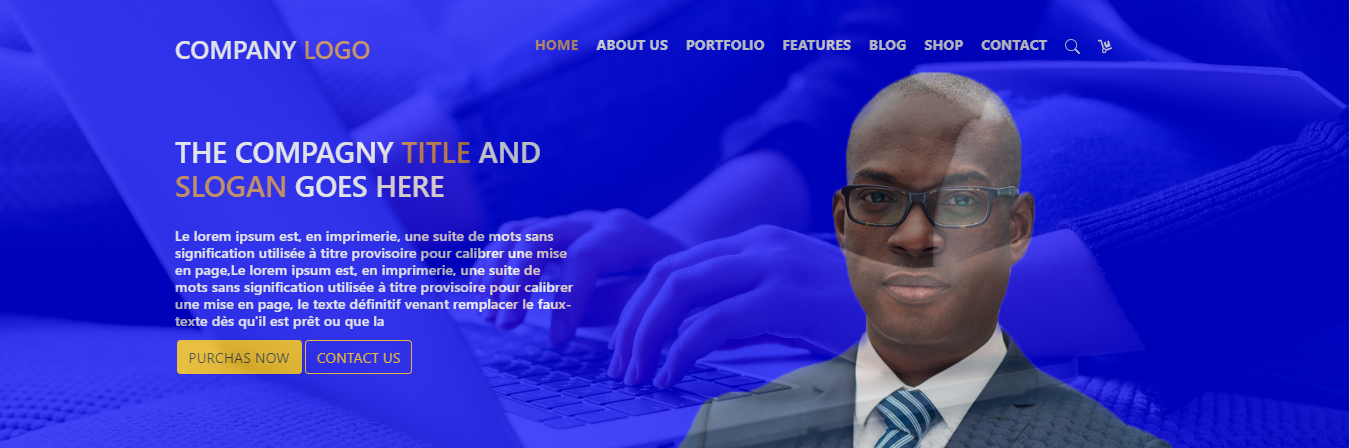 COMPANY LOGO
HOME ABOUT US PORTFOLIO FEATURES BLOG SHOP CONTACT
THE COMPAGNY TITLE AND
SLOGAN GOES HERE
Le lorem ipsum est, en imprimerie, une suite de mots sans
signification utilisée à titre provisoire pour calibrer une mise
en page,Le lorem ipsum est, en imprimerie, une suite de
mots sans signification utilisée à titre provisoire pour calibrer
une mise en page, le texte définitif venant remplacer le faux-
texte dès qu'il est prêt ou que la
PURCHAS NOW CONTACT US